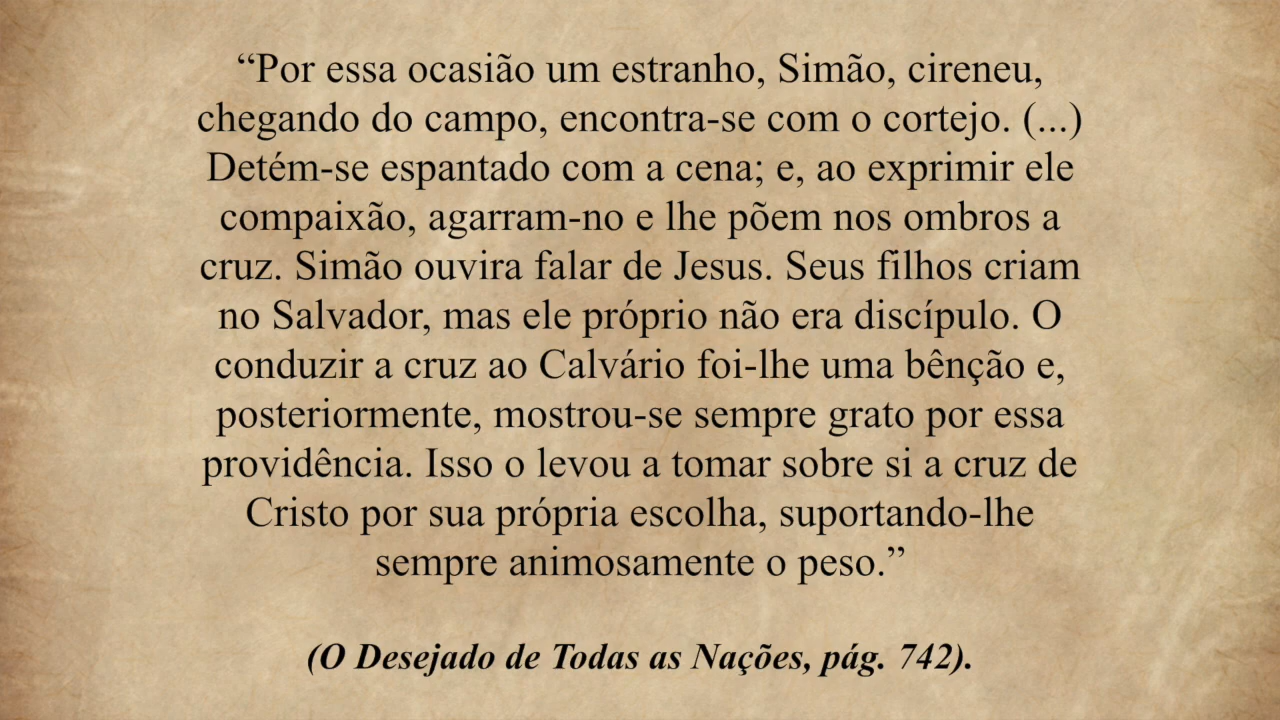 “Por essa ocasião um estranho, Simão, cireneu,
chegando do campo, encontra-se com o cortejo. (...)
Detém-se espantado com a cena; e, ao exprimir ele
compaixão, agarram-no e lhe põem nos ombros a
cruz. Simão ouvira falar de Jesus. Seus filhos criam
no Salvador, mas ele próprio não era discípulo. O
conduzir a cruz ao Calvário foi-lhe uma bênção e,
posteriormente, mostrou-se sempre grato por essa
providência. Isso o levou a tomar sobre si a cruz de
Cristo por sua própria escolha, suportando-lhe
sempre animosamente o peso.”
(O Desejado de Todas as Nações, pág. 742).